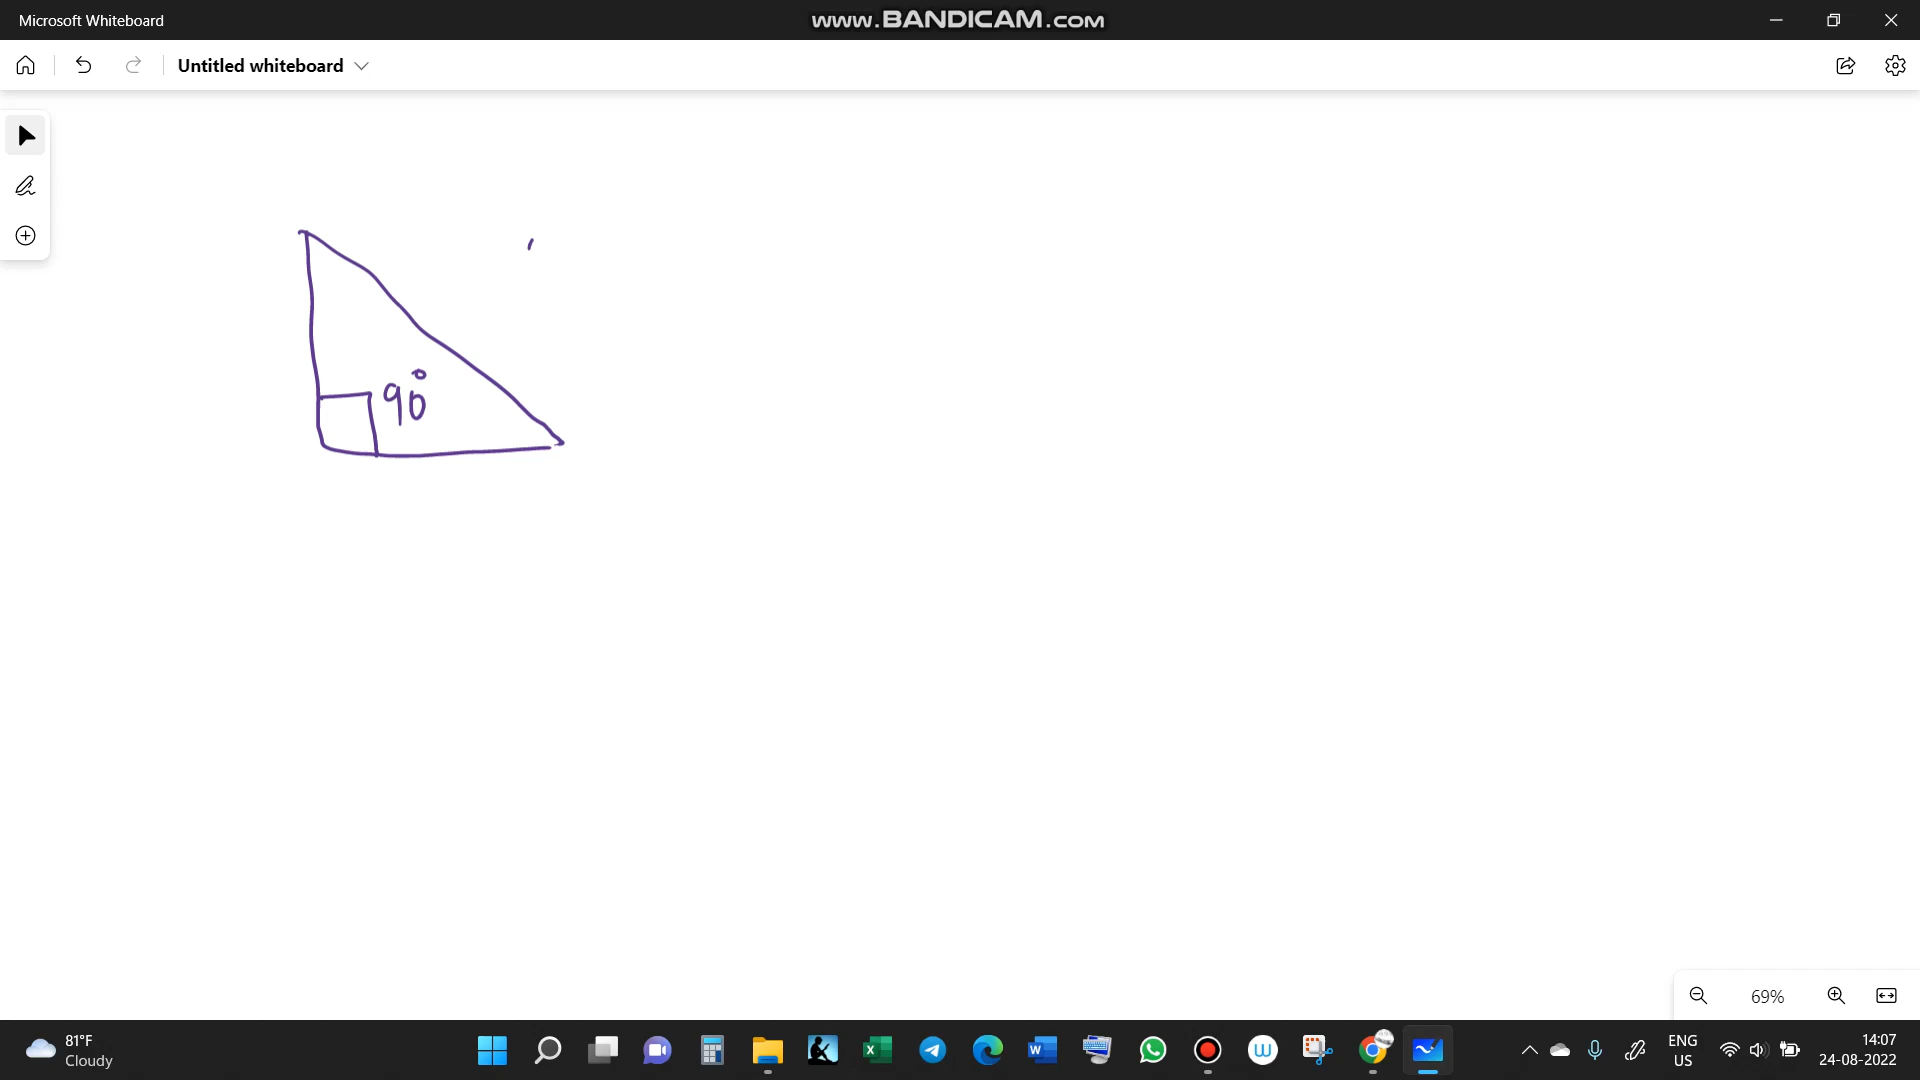 Microsoft Whiteboard
www.BANDICAM.com
Untitled whiteboard
90°
69%
81°F
Cloudy
ENG
US
14:07
24-08-2022